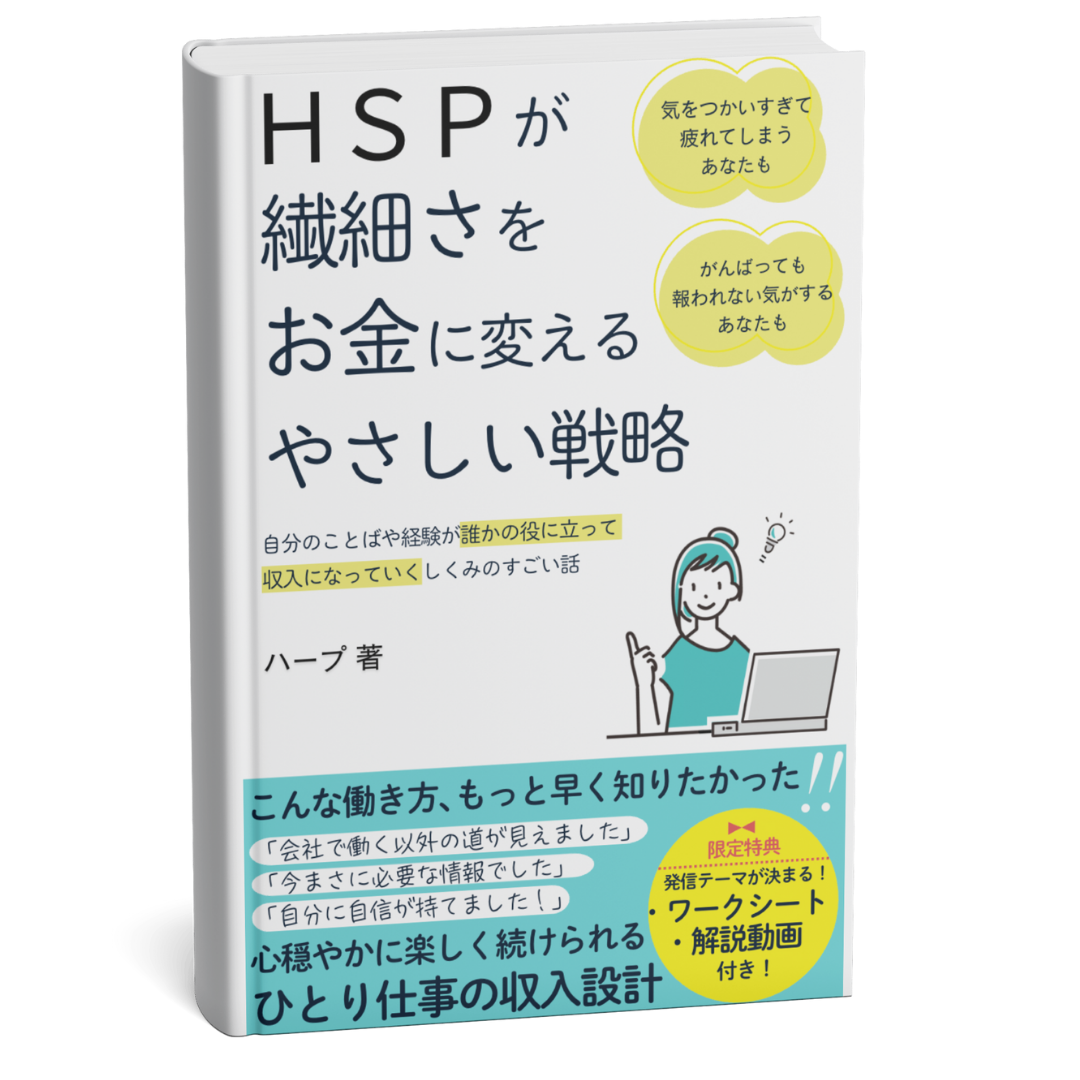 HSPが
繊細さを
お金に変える
やさしい戦略
気をつかいすぎて
疲れてしまう
あなたも
がんばっても
報われない気がする
あなたも
自分のことばや経験が誰かの役に立って
収入になっていくしくみのすごい話
ハープ 著
こんな働き方、もっと早く知りたかった!!
「会社で働く以外の道が見えました」
「今まさに必要な情報でした」
「自分に自信が持てました！」
心穏やかに楽しく続けられる
ひとり仕事の収入設計
限定特典
発信テーマが決まる！
・ワークシート
・解説動画
付き！